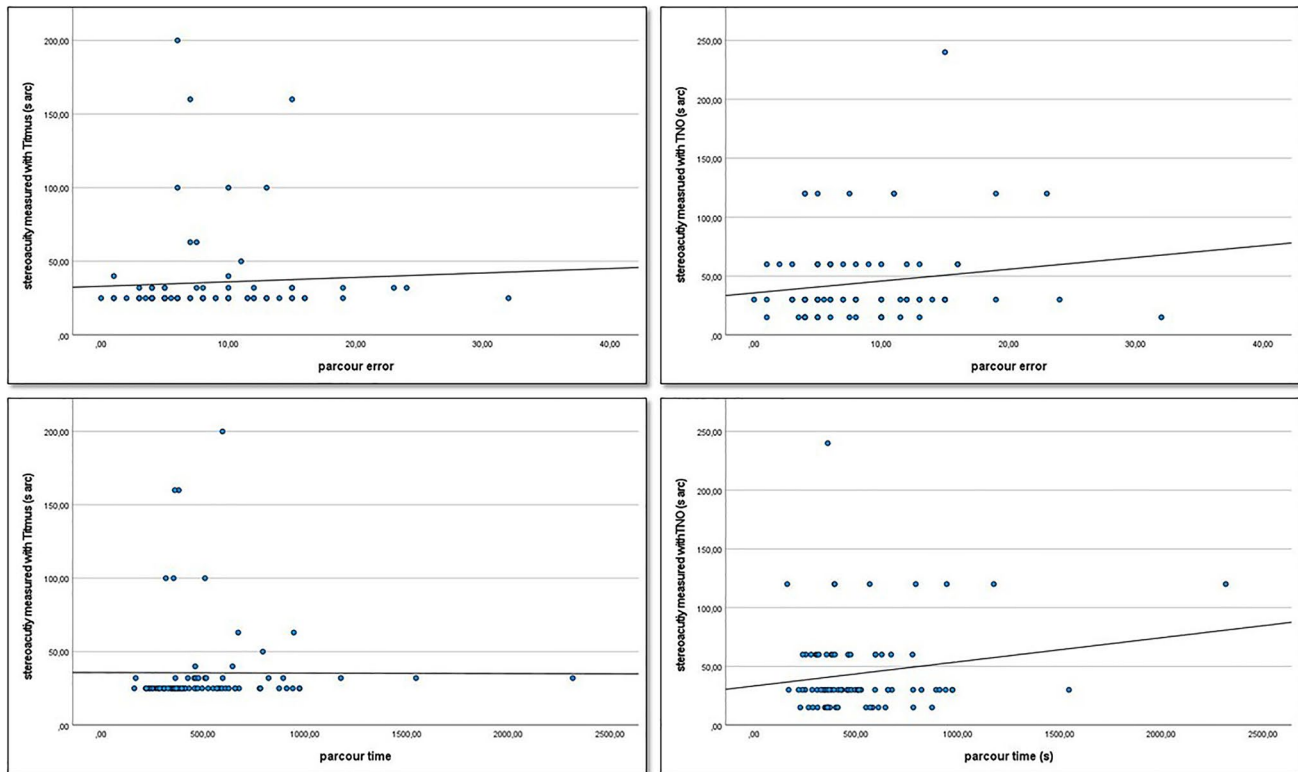 stereoacuity measured with Titmus (s arc)
200,00
150,00
100,00
50,00
,00
,00 10,00 20,00 30,00 40,00
parcour error
stereoacutiy measrued with TNO (s arc)
250,00
200,00
150,00
100,00
50,00
,00
,00 10,00 20,00 30,00 40,00
parcour error
stereoacutiy measured with Titmus (s arc)
200,00
150,00
100,00
50,00
,00
,00 500,00 1000,00 1500,00 2000,00 2500,00
parcour time
stereoacutiy measured withTNO (s arc)
250,00
200,00
150,00
100,00
50,00
,00
,00 500,00 1000,00 1500,00 2000,00 2500,00
parcour time (s)